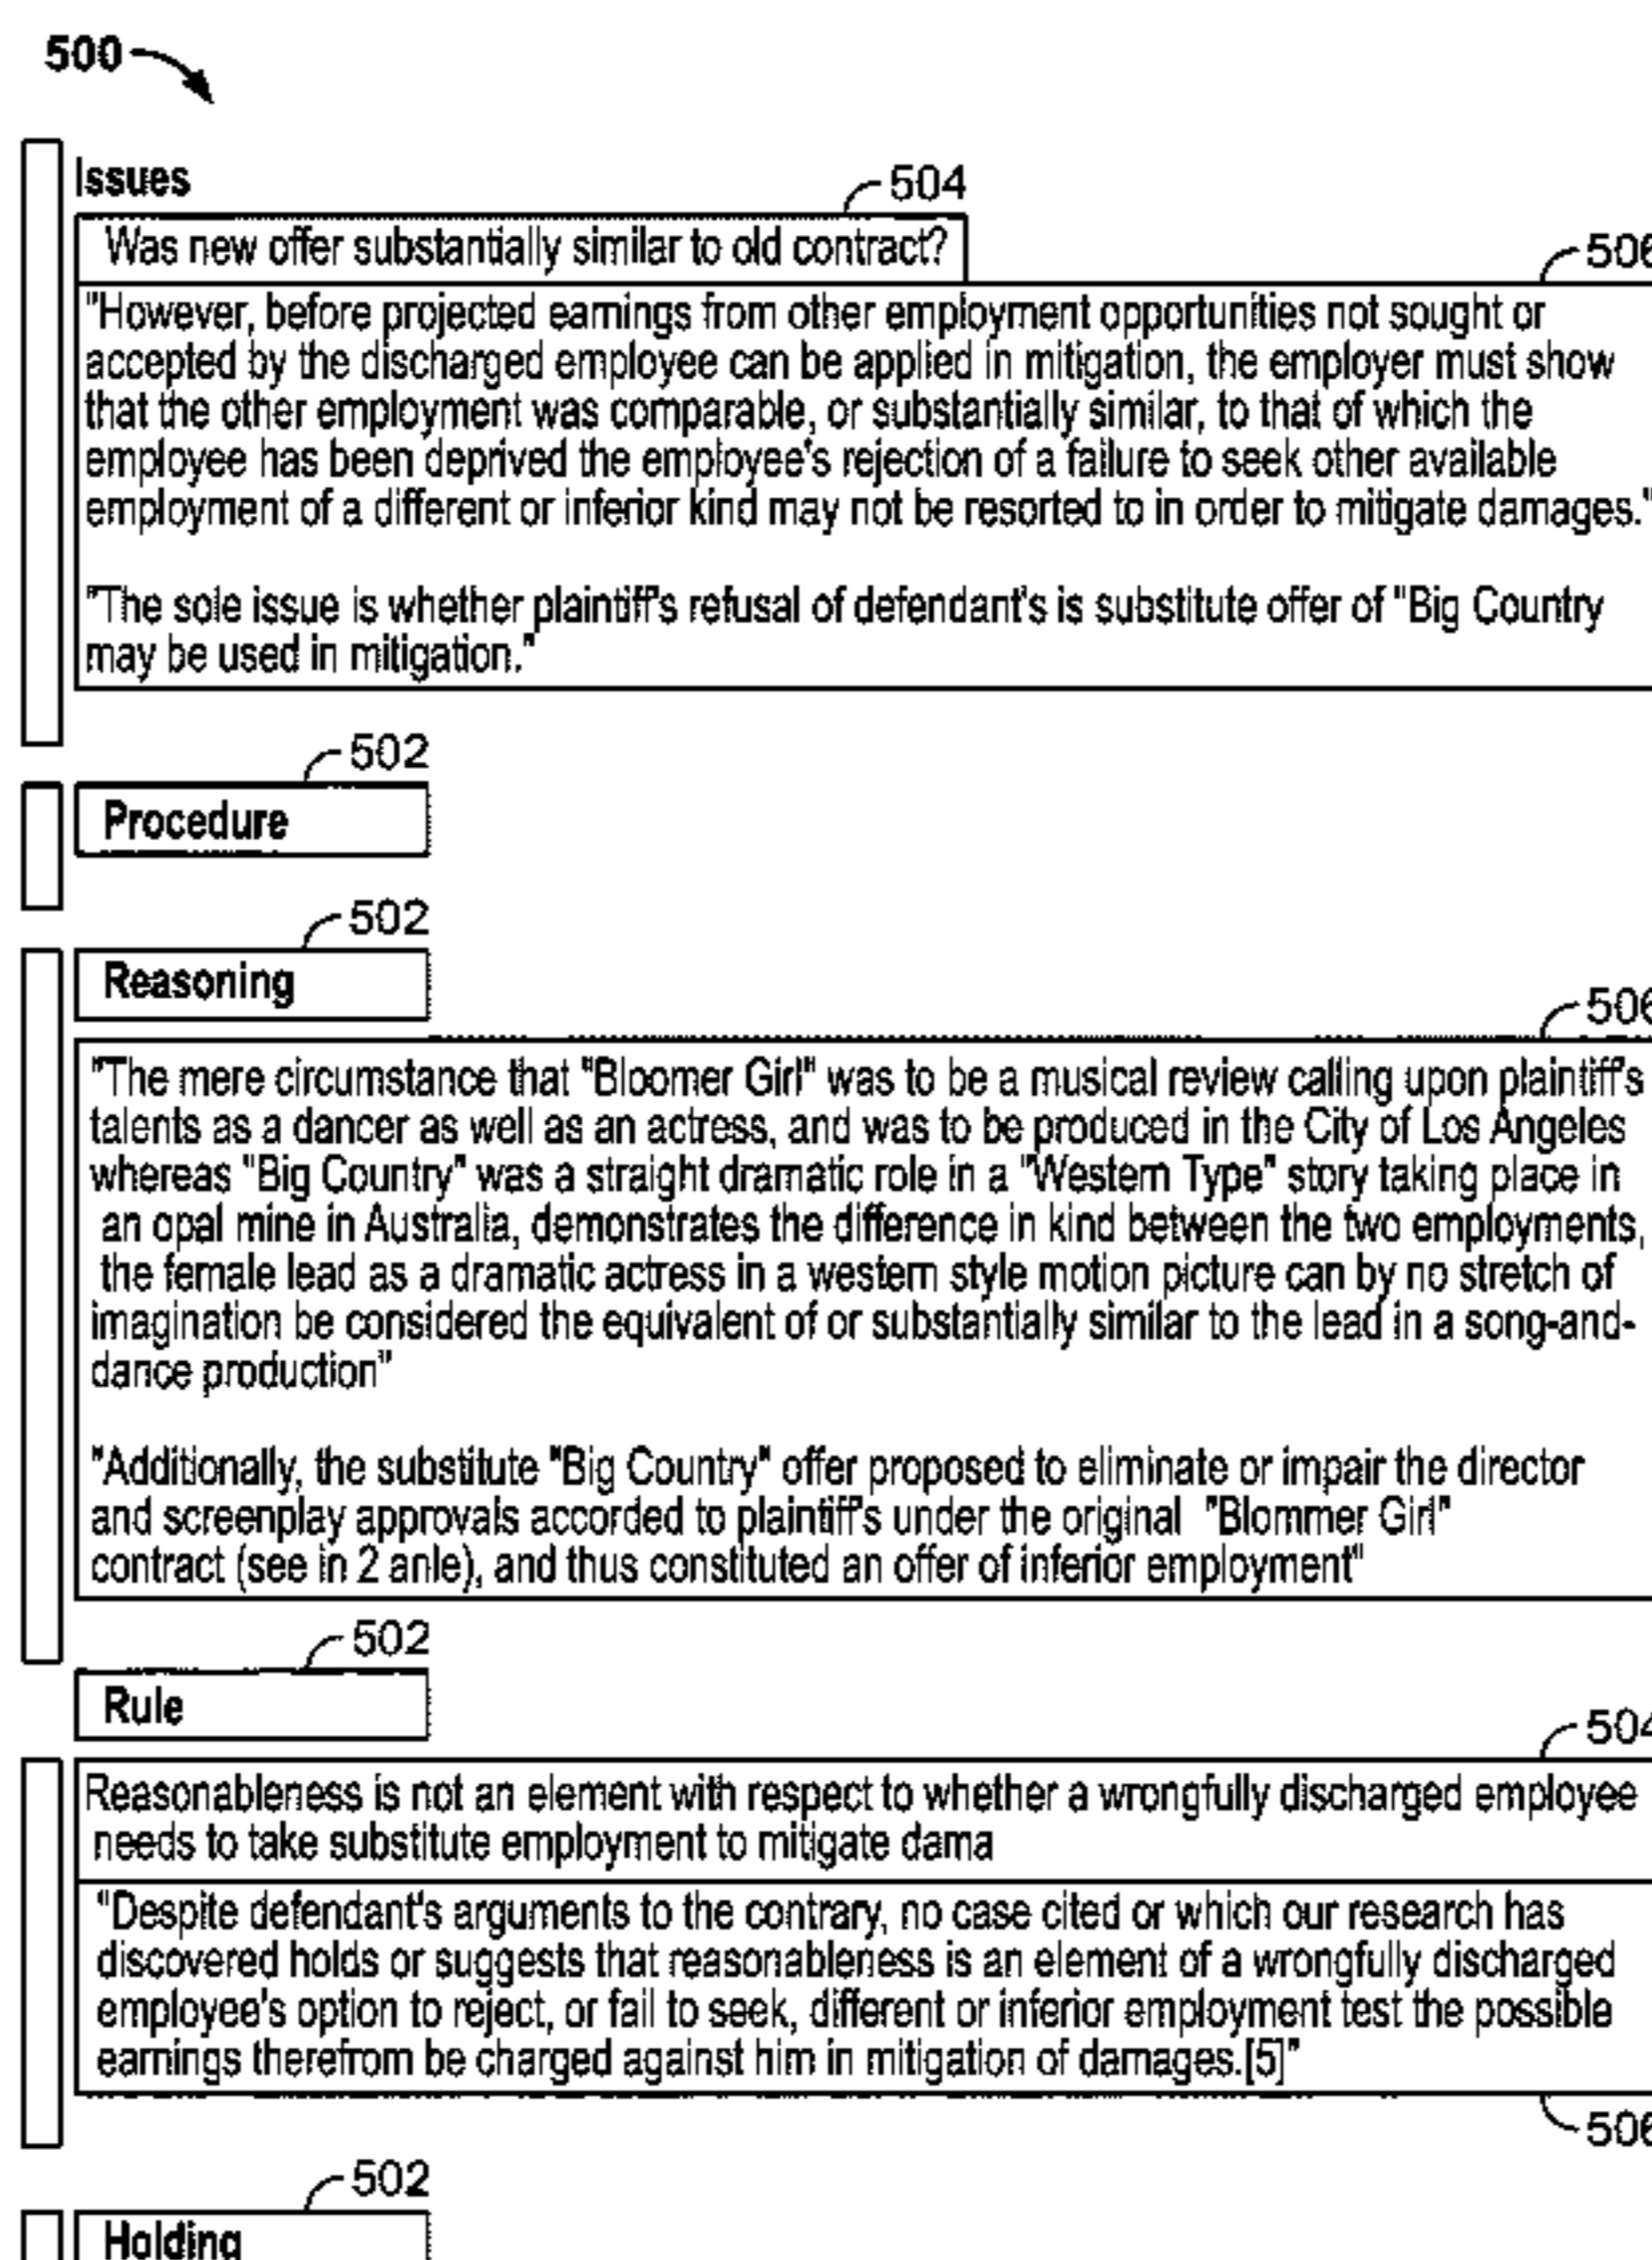 500
Issues
504
Was new offer substantially similar to old contract?
506
"However, before projected earnings from other employment opportunities not sought or
accepted by the discharged employee can be applied in mitigation, the employer must show
that the other employment was comparable, or substantially similar, to that of which the
employee has been deprived the employee's rejection of a failure to seek other available
employment of a different or inferior kind may not be resorted to in order to mitigate damages."
"The sole issue is whether plaintiff's refusal of defendant's is substitute offer of "Big Country
may be used in mitigation."
502
Procedure
502
Reasoning
506
"The mere circumstance that "Bloomer Girl" was to be a musical review calling upon plaintiff's
talents as a dancer as well as an actress, and was to be produced in the City of Los Angeles
whereas "Big Country" was a straight dramatic role in a "Western Type" story taking place in
an opal mine in Australia, demonstrates the difference in kind between the two employments,
the female lead as a dramatic actress in a western style motion picture can by no stretch of
imagination be considered the equivalent of or substantially similar to the lead in a song-and-
dance production"
"Additionally, the substitute "Big Country" offer proposed to eliminate or impair the director
and screenplay approvals accorded to plaintiff's under the original "Blommer Girl"
contract (see in 2 anle), and thus constituted an offer of inferior employment"
502
Rule
504
Reasonableness is not an element with respect to whether a wrongfully discharged employee
needs to take substitute employment to mitigate dama
"Despite defendant's arguments to the contrary, no case cited or which our research has
discovered holds or suggests that reasonableness is an element of a wrongfully discharged
employee's option to reject, or fail to seek, different or inferior employment test the possible
earnings therefrom be charged against him in mitigation of damages.[5]"
506
502
Holding